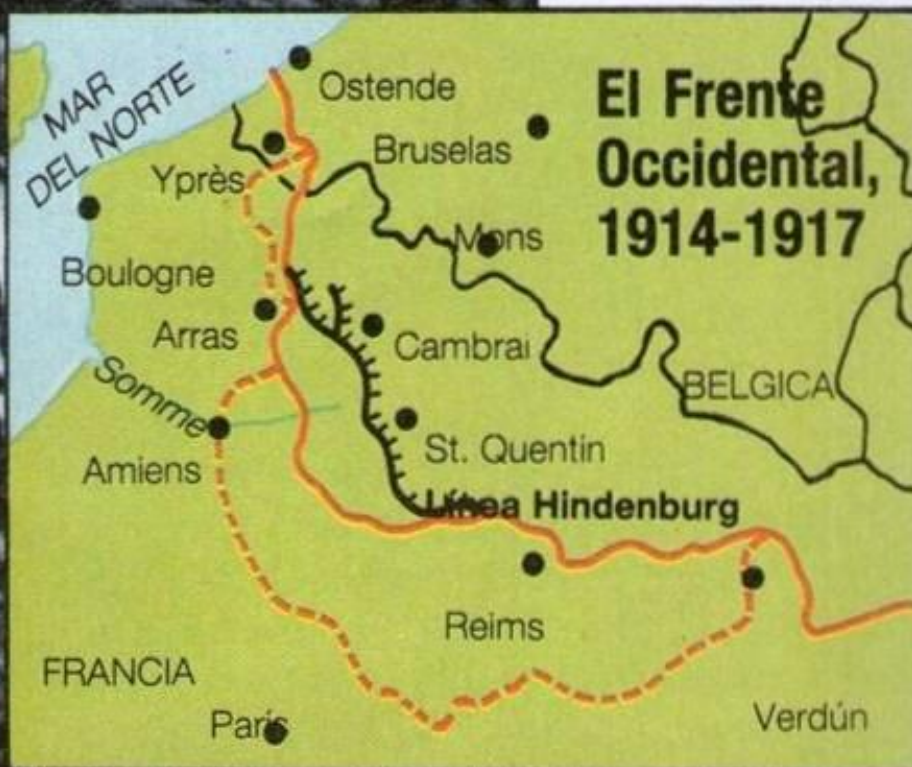 El Frente
Occidental,
1914-1917
MAR
DEL NORTE
Ostende
Bruselas
Yprès
Mons
Boulogne
Arras
Cambrai
BELGICA
Somme
Amiens
St. Quentin
Línea Hindenburg
Reims
FRANCIA
París
Verdún